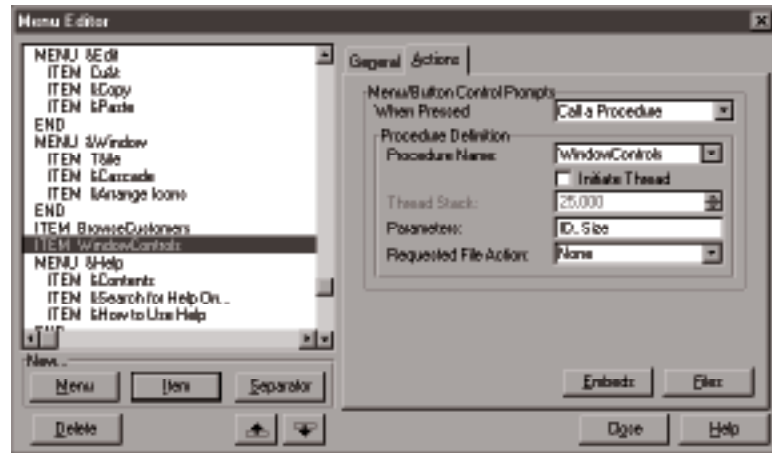 Menu Editor
MENU &Edit
ITEM Cu&t
ITEM &Copy
ITEM &Paste
END
MENU &Window
ITEM T&ile
ITEM &Cascade
ITEM &Arrange Icons
END
ITEM BrowseCustomers
ITEM WindowControls
MENU &Help
ITEM &Contents
ITEM &Search for Help On...
ITEM &How to Use Help
END
New...
Menu
Item
Separator
Delete
General
Actions
Menu/Button Control Prompts
When Pressed
Call a Procedure
Procedure Definition
Procedure Name:
WindowControls
Initiate Thread
Thread Stack:
25,000
Parameters:
ID, Size
Requested File Action:
None
Embeds
Files
Close
Help